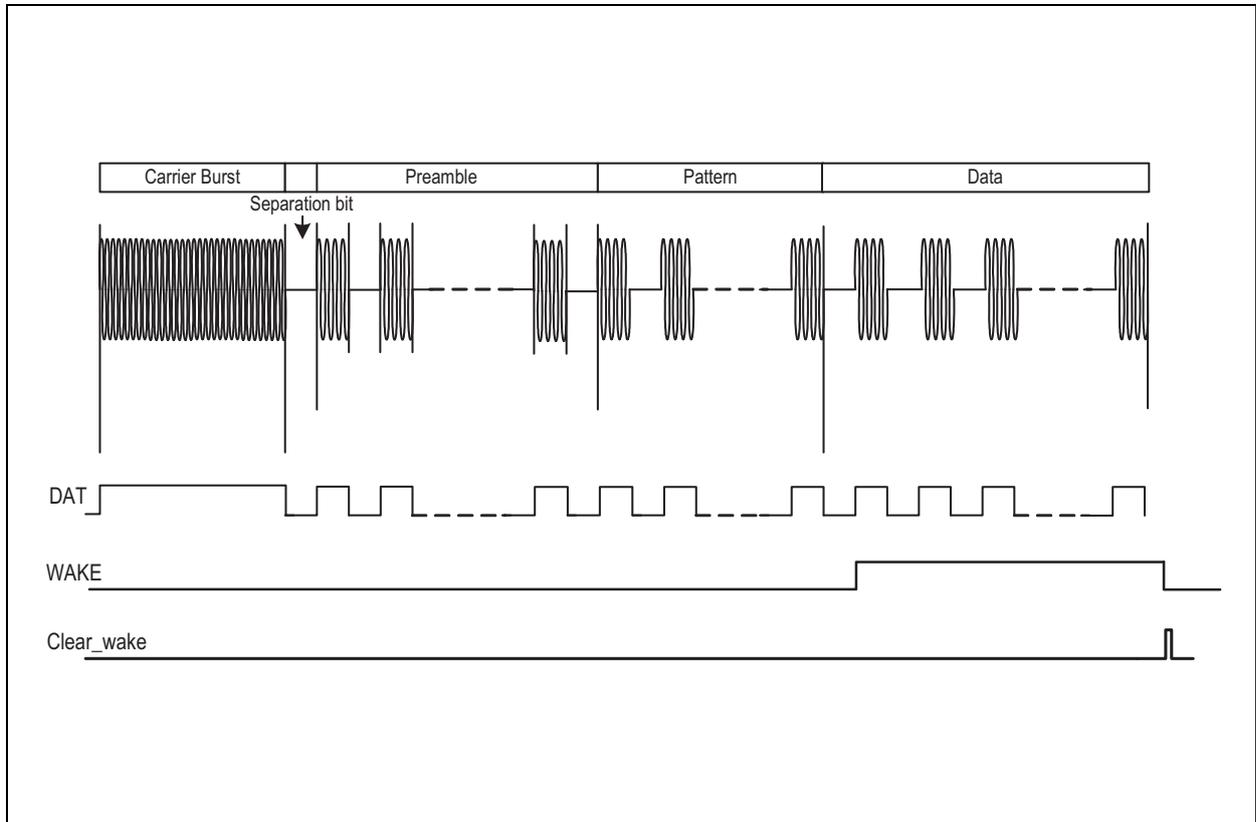 Carrier Burst Preamble Pattern Data
Separation bit
DAT
WAKE
Clear_wake